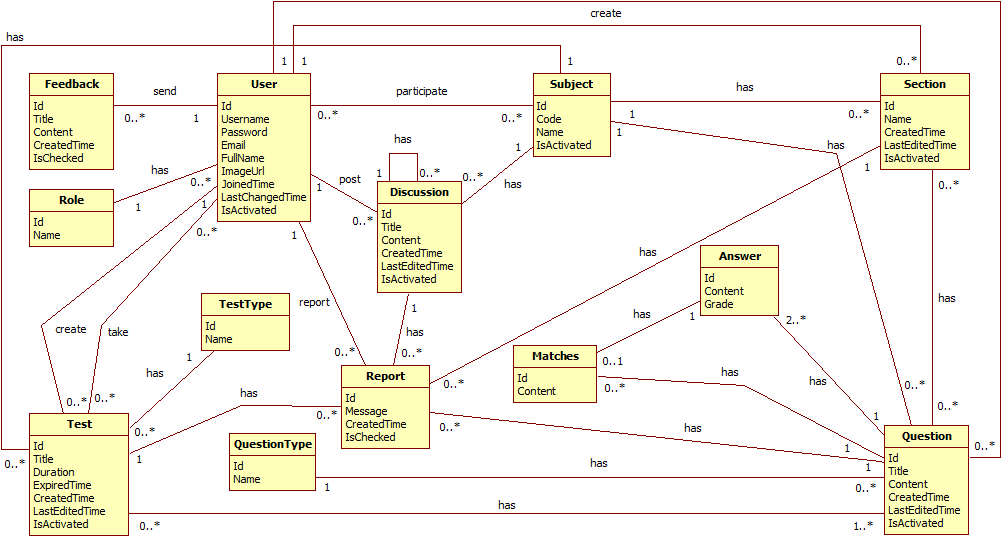 create
has
1
1
1
0..*
Feedback
Id
Title
Content
CreatedTime
IsChecked
send
0..*
1
User
Id
Username
Password
Email
FullName
ImageUrl
JoinedTime
LastChangedTime
IsActivated
participate
0..*
0..*
Subject
Id
Code
Name
IsActivated
has
1
0..*
Section
Id
Name
CreatedTime
LastEditedTime
IsActivated
has
1
0..*
1
1
has
has
0..*
1
post
0..*
Discussion
Id
Title
Content
CreatedTime
LastEditedTime
IsActivated
0..*
has
1
0..*
Role
Id
Name
has
1
0..*
1
0..*
1
has
Answer
Id
Content
Grade
1
2..*
has
TestType
Id
Name
1
has
report
1
has
0..*
0..*
create
take
0..*
0..*
has
Matches
Id
Content
0..1
0..*
has
has
0..*
Report
Id
Message
CreatedTime
IsChecked
0..*
0..*
0..*
has
0..*
has
1
Test
Id
Title
Duration
ExpiredTime
CreatedTime
LastEditedTime
IsActivated
0..*
QuestionType
Id
Name
1
has
0..*
1
1
1
0..*
Question
Id
Title
Content
CreatedTime
LastEditedTime
IsActivated
0..*
has
0..*
1..*